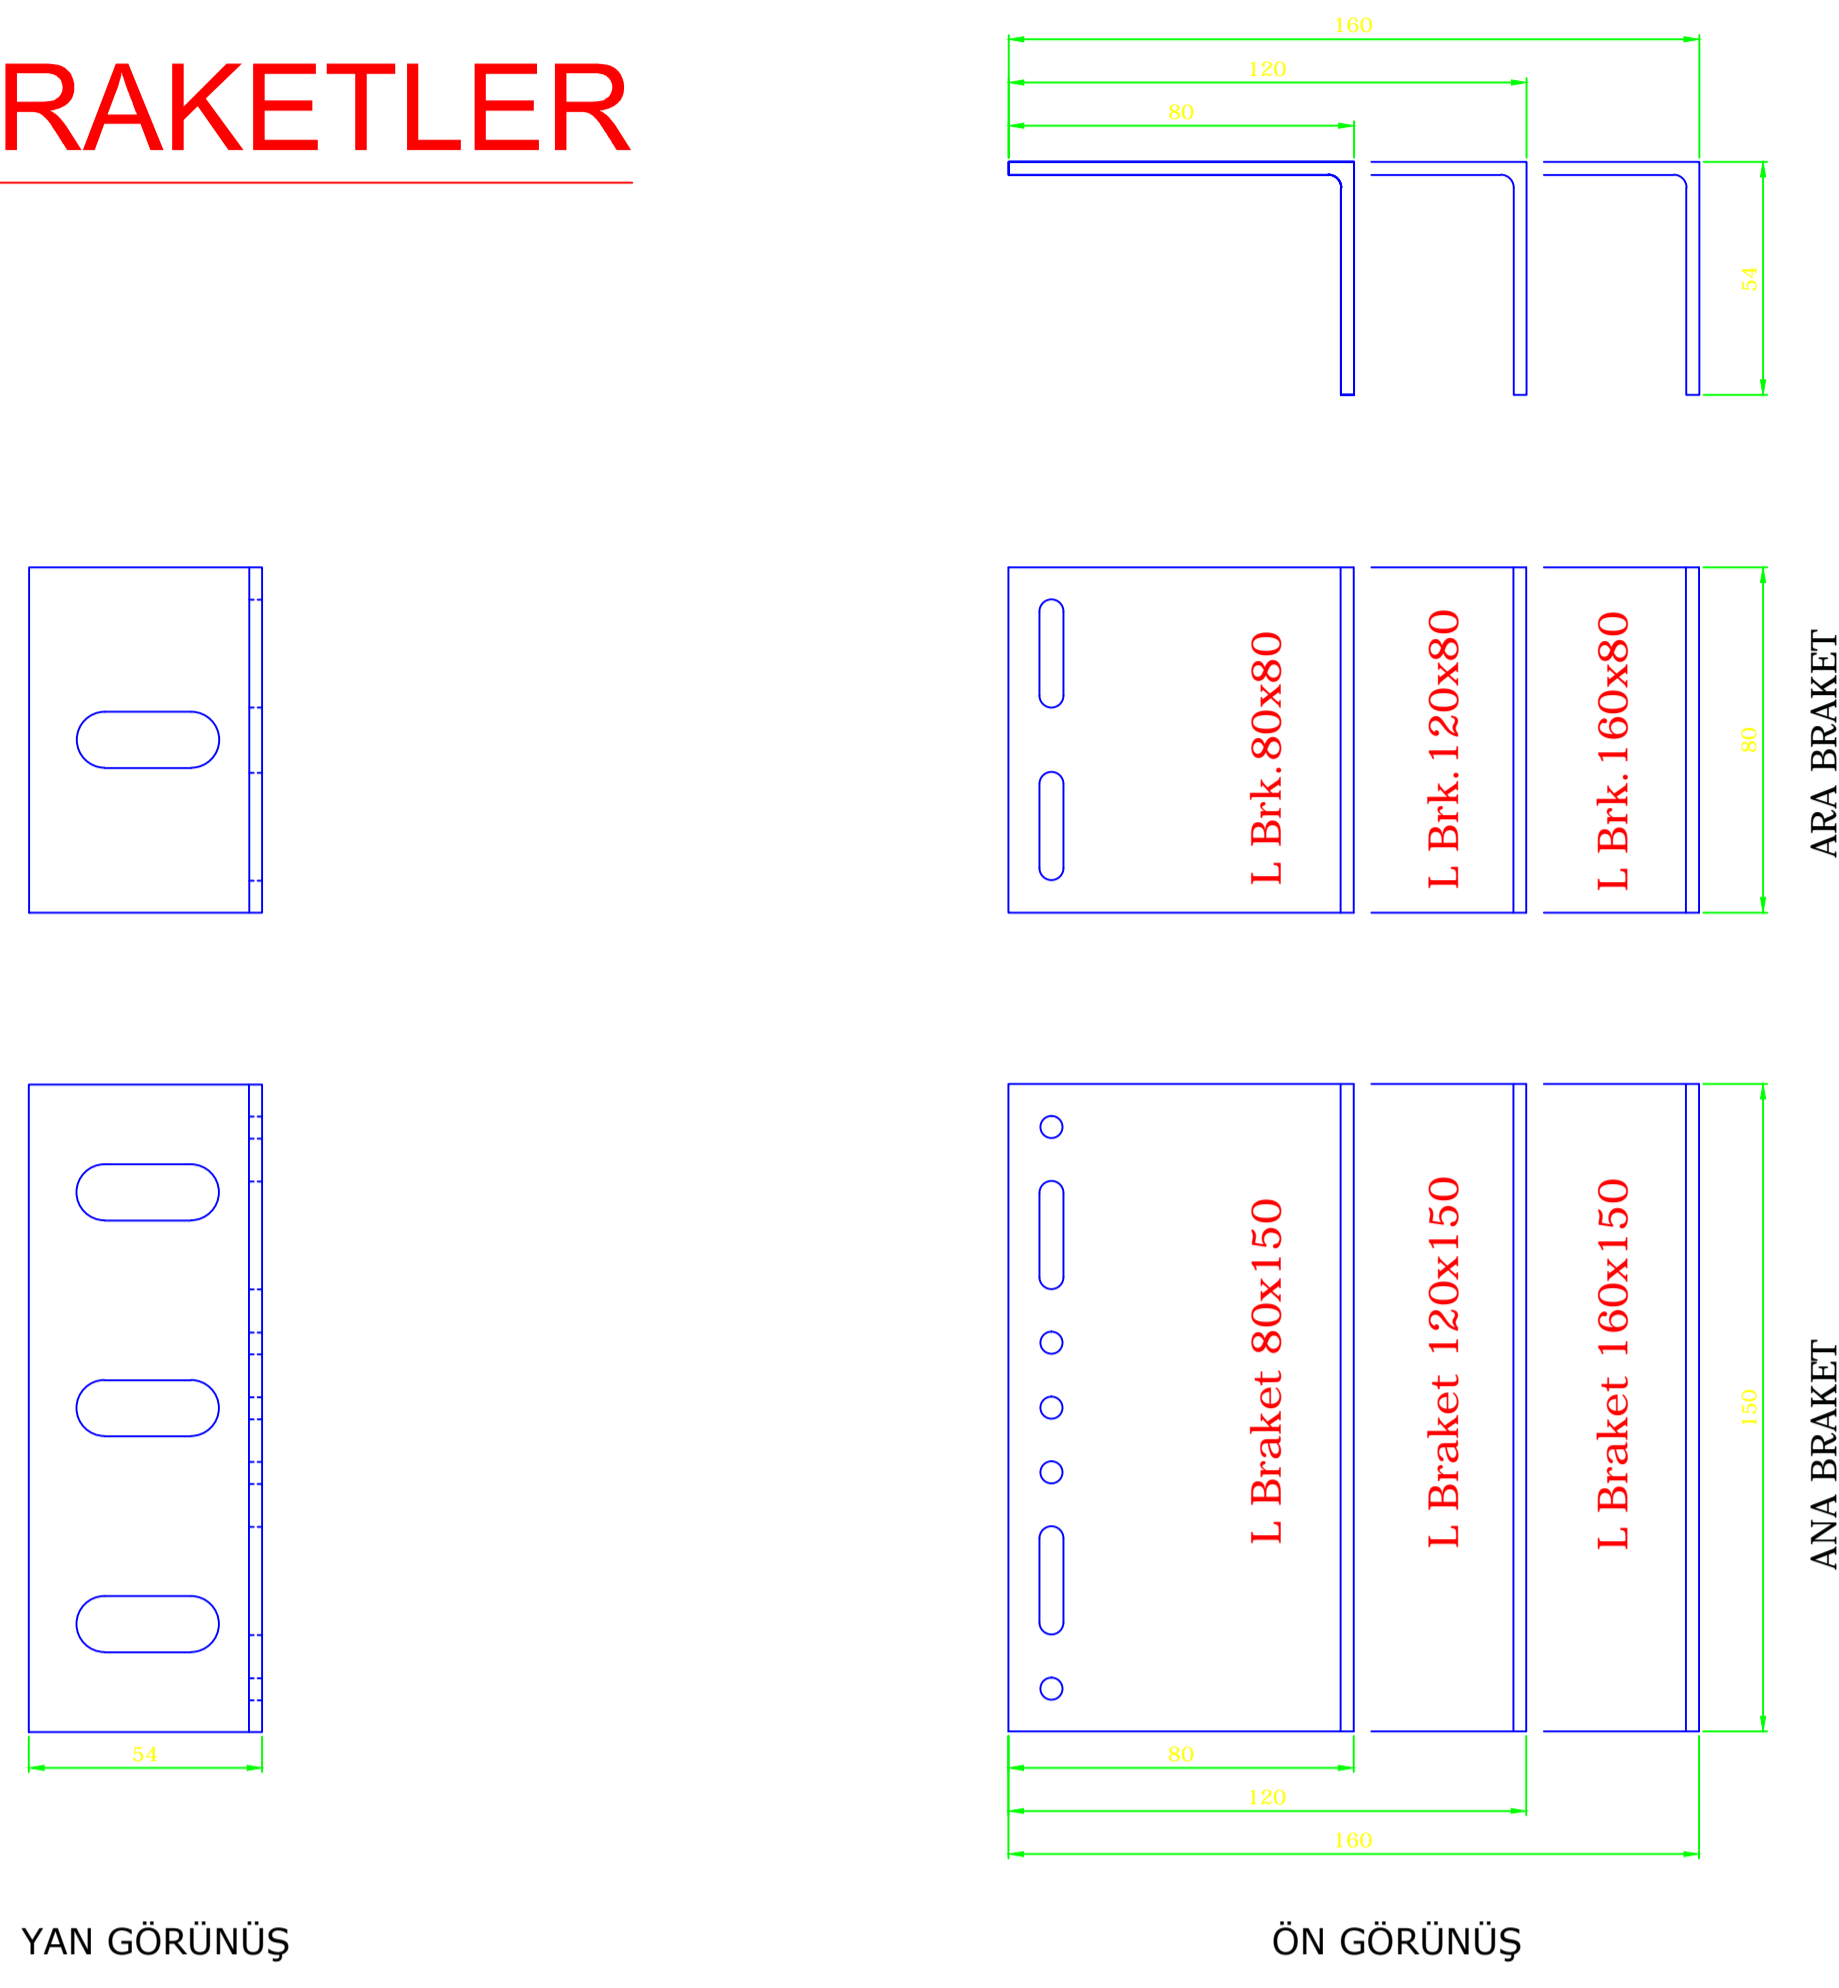 RAKETLER
160
120
80
54
L Brk.80x80
L Brk.120x80
L Brk.160x80
80
ARA BRAKET
L Braket 80x150
L Braket 120x150
L Braket 160x150
150
ANA BRAKET
54
80
120
160
YAN GÖRÜNÜŞ
ÖN GÖRÜNÜŞ